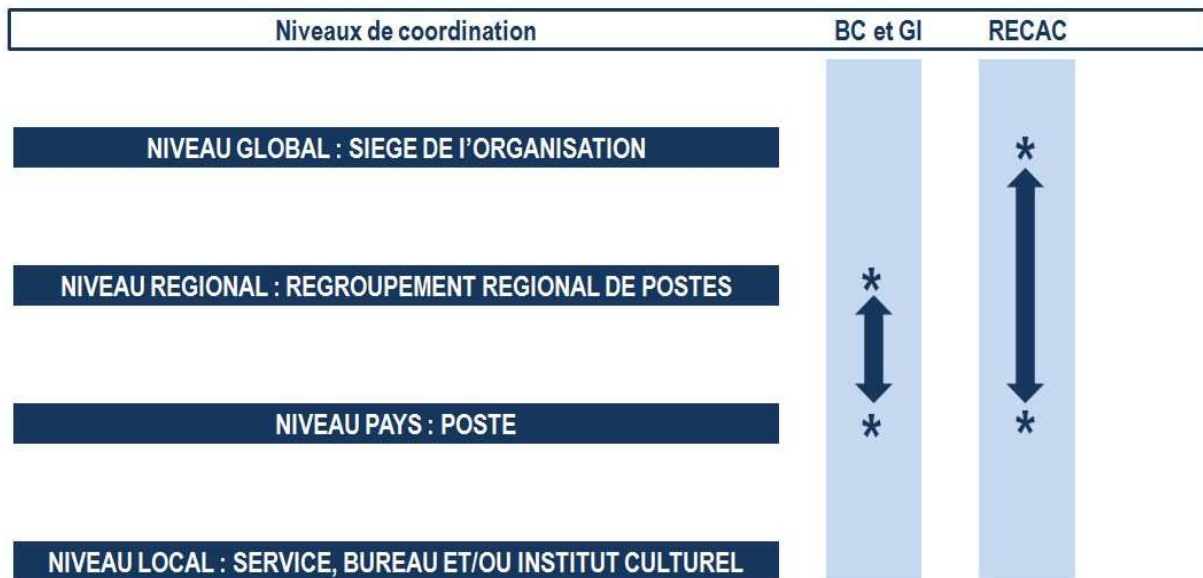 Niveaux de coordination BC et GI RECAC
NIVEAU GLOBAL : SIEGE DE l'ORGANISATION *
NIVEAU REGIONAL : REGROUPEMENT REGIONAL DE POSTES *
NIVEAU PAYS : POSTE * *
NIVEAU LOCAL : SERVICE, BUREAU ET/OU INSTITUT CULTUREL